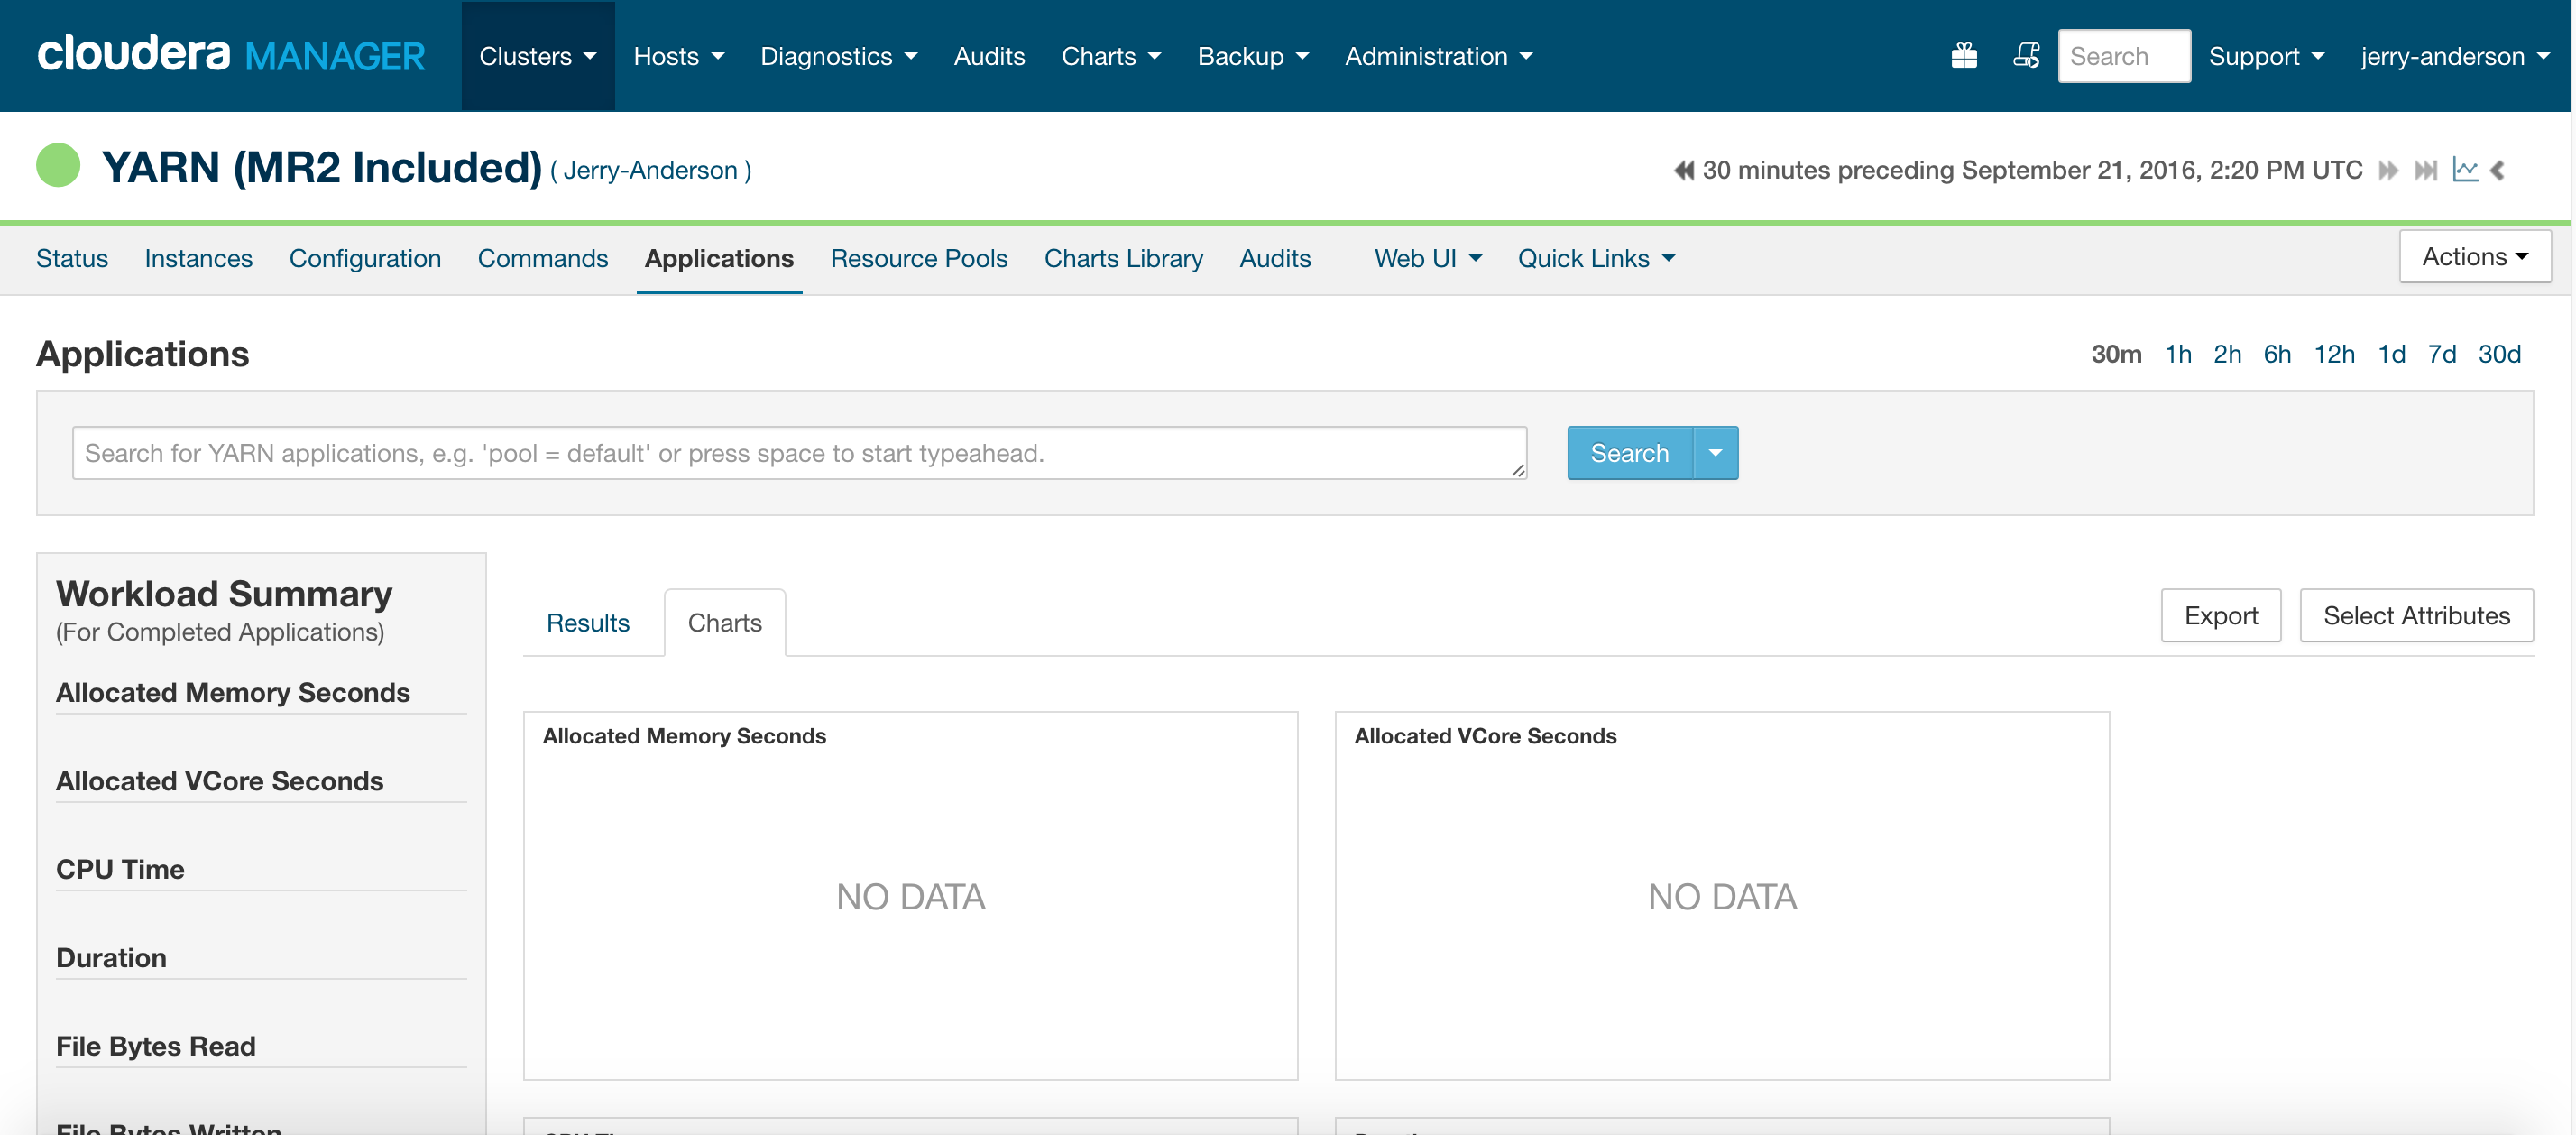 cloudera MANAGER Clusters Hosts Diagnostics Audits Charts Backup Administration Search Support jerry-anderson
YARN (MR2 Included) ( Jerry-Anderson ) 30 minutes preceding September 21, 2016, 2:20 PM UTC
Status Instances Configuration Commands Applications Resource Pools Charts Library Audits Web UI Quick Links Actions
Applications 30m 1h 2h 6h 12h 1d 7d 30d
Search for YARN applications, e.g. 'pool = default' or press space to start typeahead. Search
Workload Summary
(For Completed Applications)
Results Charts Export Select Attributes
Allocated Memory Seconds
Allocated VCore Seconds
CPU Time
Duration
File Bytes Read
File Bytes Written
Allocated Memory Seconds
NO DATA
Allocated VCore Seconds
NO DATA